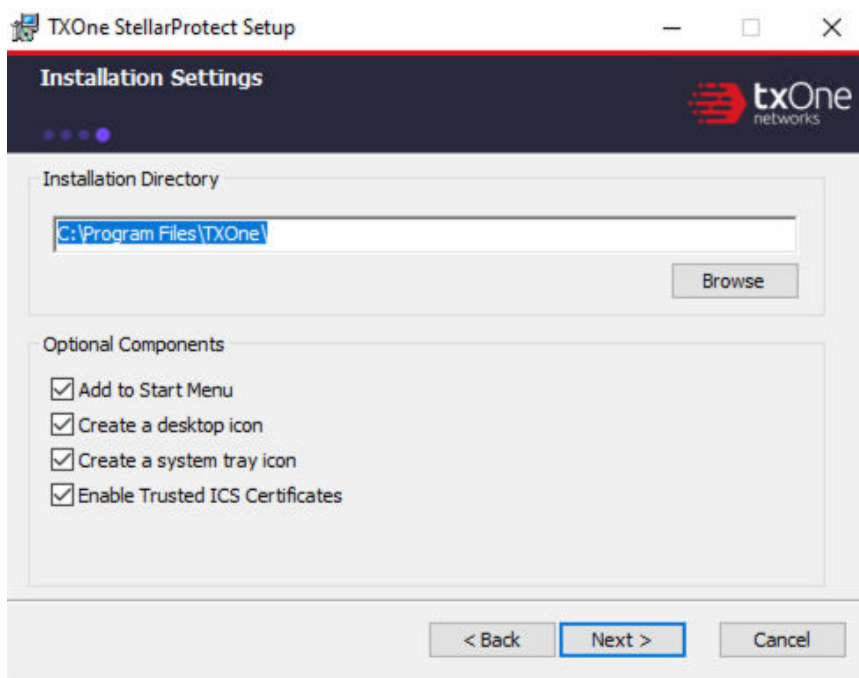 TXOne StellarProtect Setup
Installation Settings
txOne
networks
Installation Directory
C:\Program Files\TXOne\
Browse
Optional Components
Add to Start Menu
Create a desktop icon
Create a system tray icon
Enable Trusted ICS Certificates
< Back
Next >
Cancel